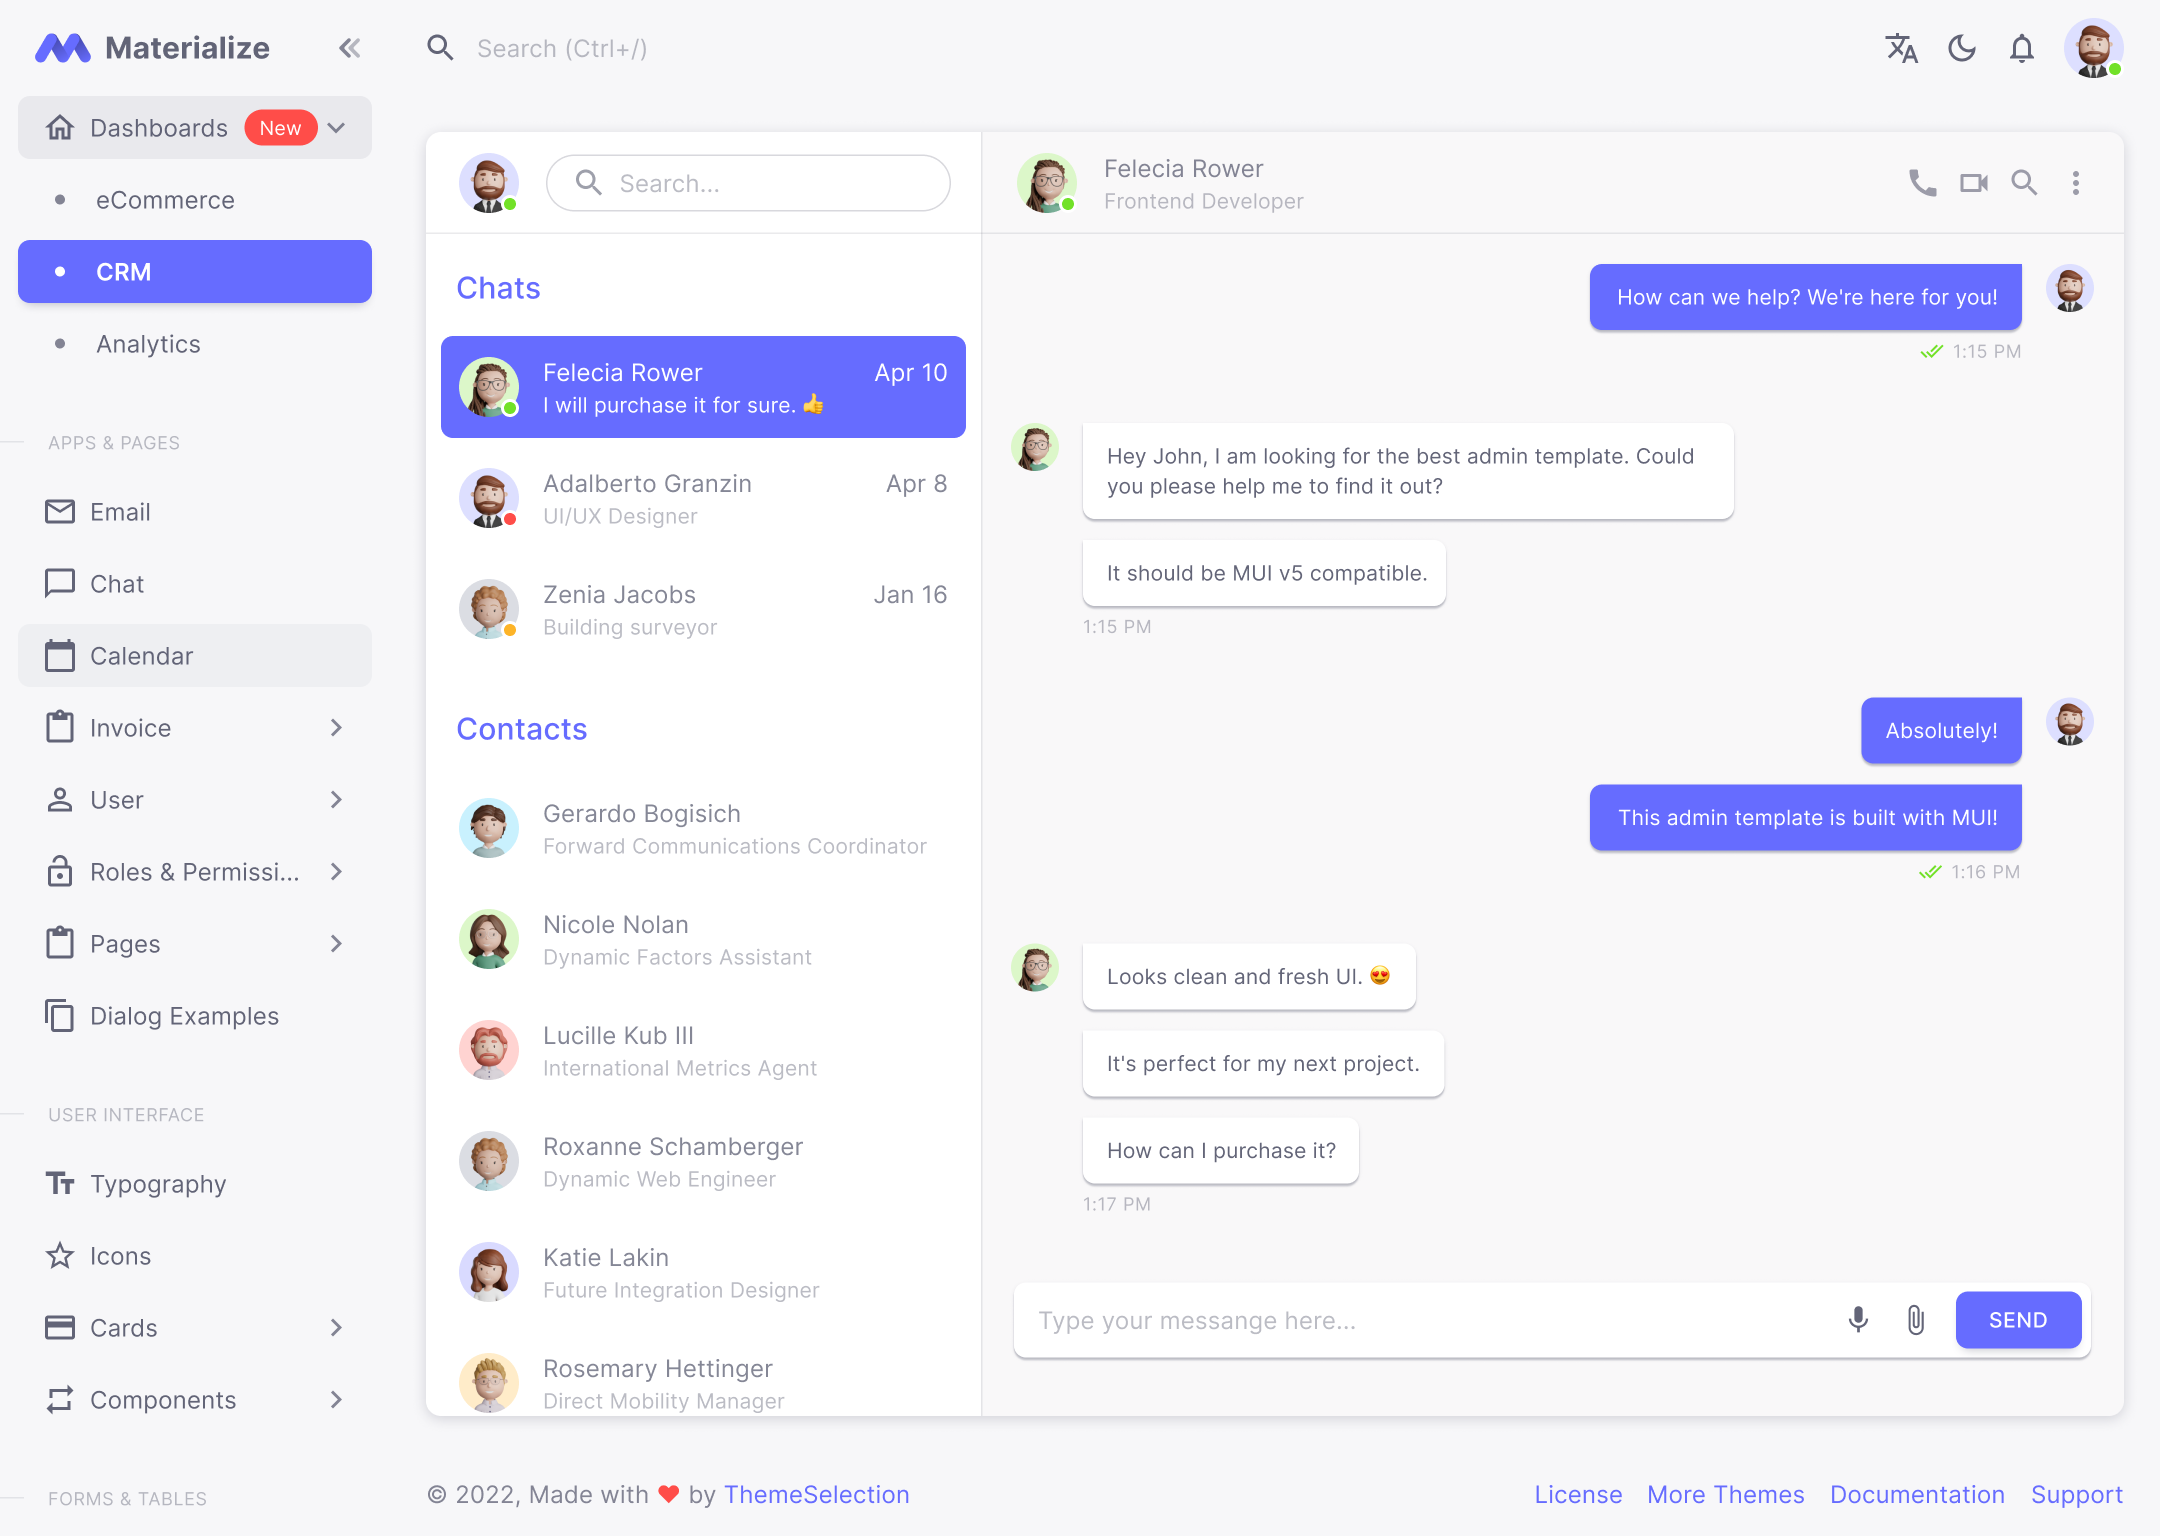 Materialize
Search (Ctrl+/)
Dashboards
New
eCommerce
CRM
Analytics
APPS & PAGES
Email
Chat
Calendar
Invoice
User
Roles & Permissi...
Pages
Dialog Examples
USER INTERFACE
Typography
Icons
Cards
Components
FORMS & TABLES
Search...
Chats
Felecia Rower
Apr 10
I will purchase it for sure. 👍
Adalberto Granzin
Apr 8
UI/UX Designer
Zenia Jacobs
Jan 16
Building surveyor
Contacts
Gerardo Bogisich
Forward Communications Coordinator
Nicole Nolan
Dynamic Factors Assistant
Lucille Kub III
International Metrics Agent
Roxanne Schamberger
Dynamic Web Engineer
Katie Lakin
Future Integration Designer
Rosemary Hettinger
Direct Mobility Manager
Felecia Rower
Frontend Developer
How can we help? We're here for you!
1:15 PM
Hey John, I am looking for the best admin template. Could
you please help me to find it out?
It should be MUI v5 compatible.
1:15 PM
Absolutely!
This admin template is built with MUI!
1:16 PM
Looks clean and fresh UI. 😍
It's perfect for my next project.
How can I purchase it?
1:17 PM
Type your messange here...
SEND
© 2022, Made with ❤ by ThemeSelection
License
More Themes
Documentation
Support